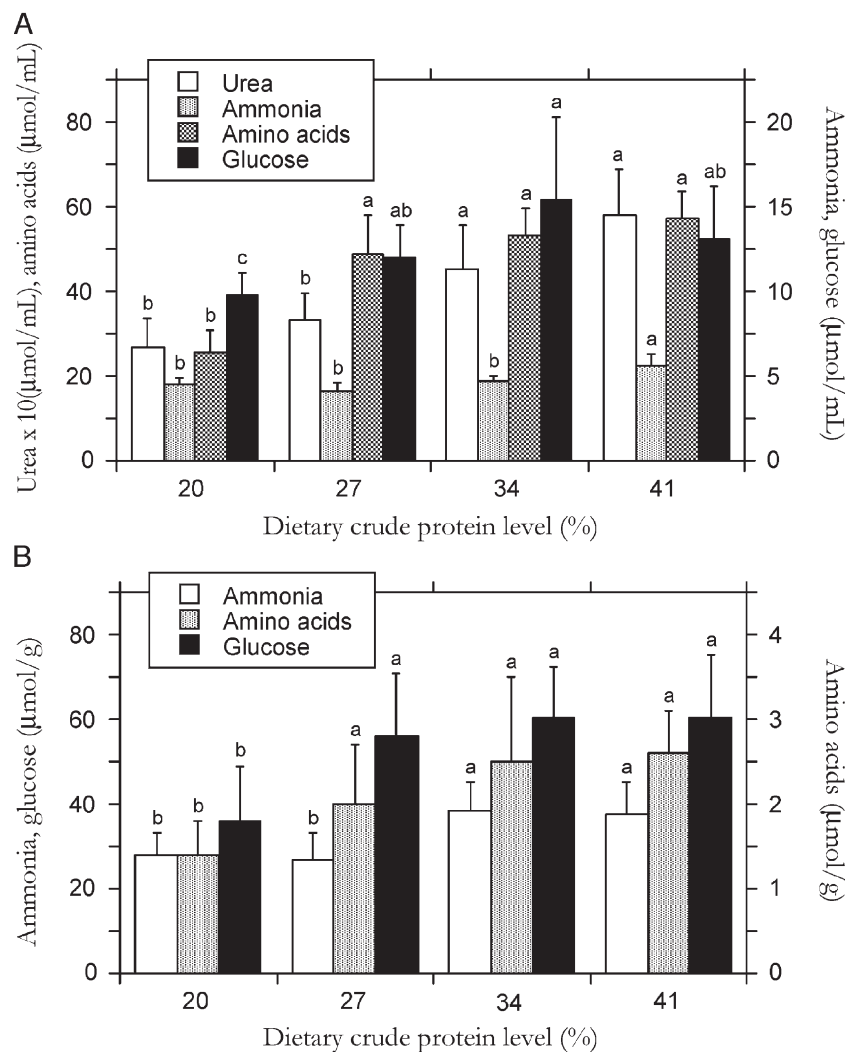 A
Urea
Ammonia
Amino acids
Glucose
Urea x 10(μmol/mL), amino acids (μmol/mL)
Ammonia, glucose (μmol/mL)
80
60
40
20
0
20
15
10
5
0
b
b
b
c
b
b
a
ab
a
b
a
a
a
a
a
ab
20
27
34
41
Dietary crude protein level (%)
B
Ammonia
Amino acids
Glucose
Ammonia, glucose (μmol/g)
Amino acids (μmol/g)
80
60
40
20
0
4
3
2
1
0
b
b
b
b
a
a
a
a
a
a
a
a
20
27
34
41
Dietary crude protein level (%)